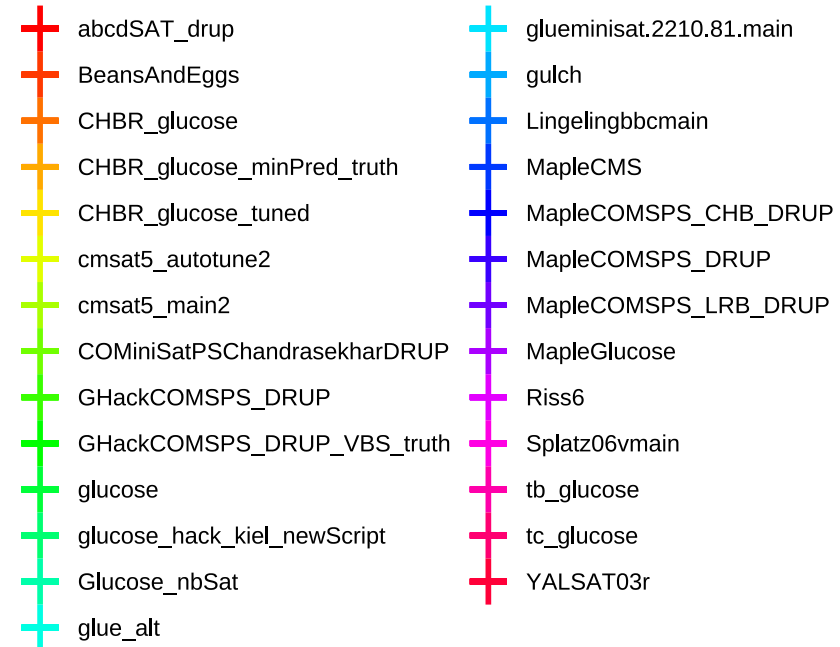 abcdSAT_drup
BeansAndEggs
CHBR_glucose
CHBR_glucose_minPred_truth
CHBR_glucose_tuned
cmsat5_autotune2
cmsat5_main2
COMiniSatPSChandrasekharDRUP
GHackCOMSPS_DRUP
GHackCOMSPS_DRUP_VBS_truth
glucose
glucose_hack_kiel_newScript
Glucose_nbSat
glue_alt
glueminisat.2210.81.main
gulch
Lingelingbbcmain
MapleCMS
MapleCOMSPS_CHB_DRUP
MapleCOMSPS_DRUP
MapleCOMSPS_LRB_DRUP
MapleGlucose
Riss6
Splatz06vmain
tb_glucose
tc_glucose
YALSAT03r